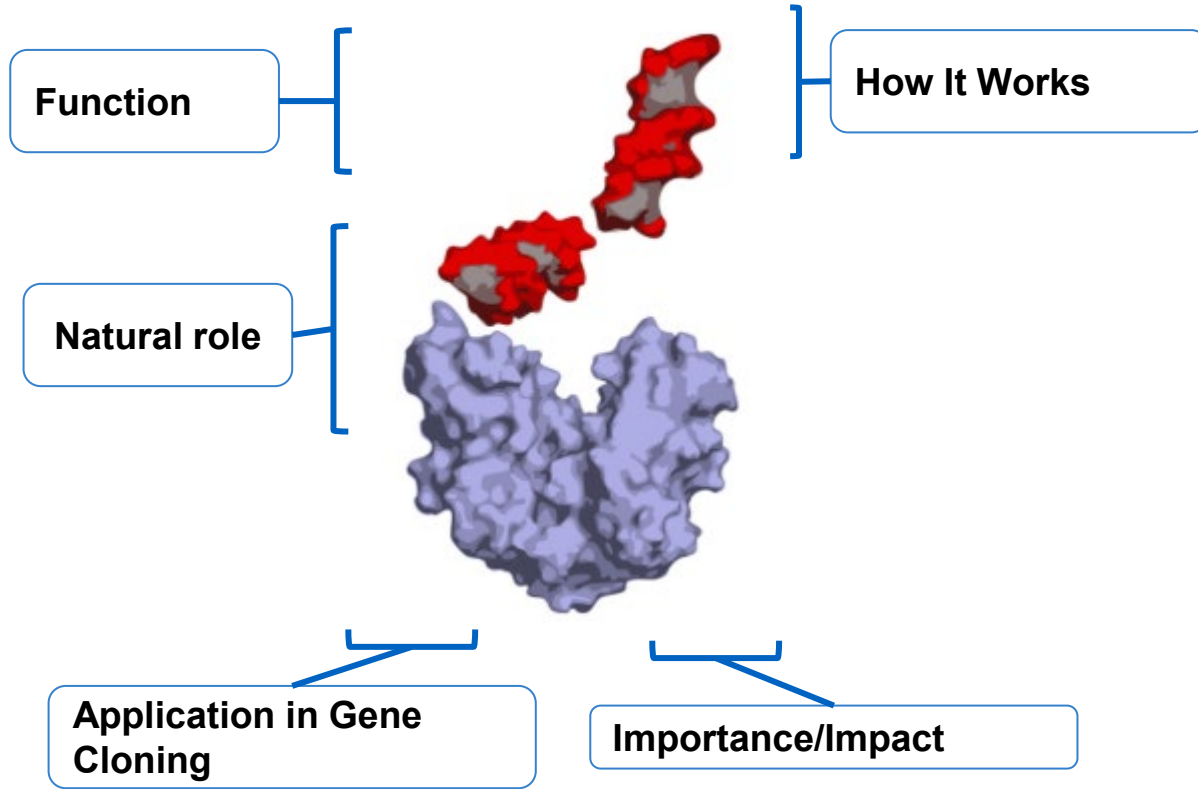 Function
How It Works
Natural role
Application in Gene
Cloning
Importance/Impact